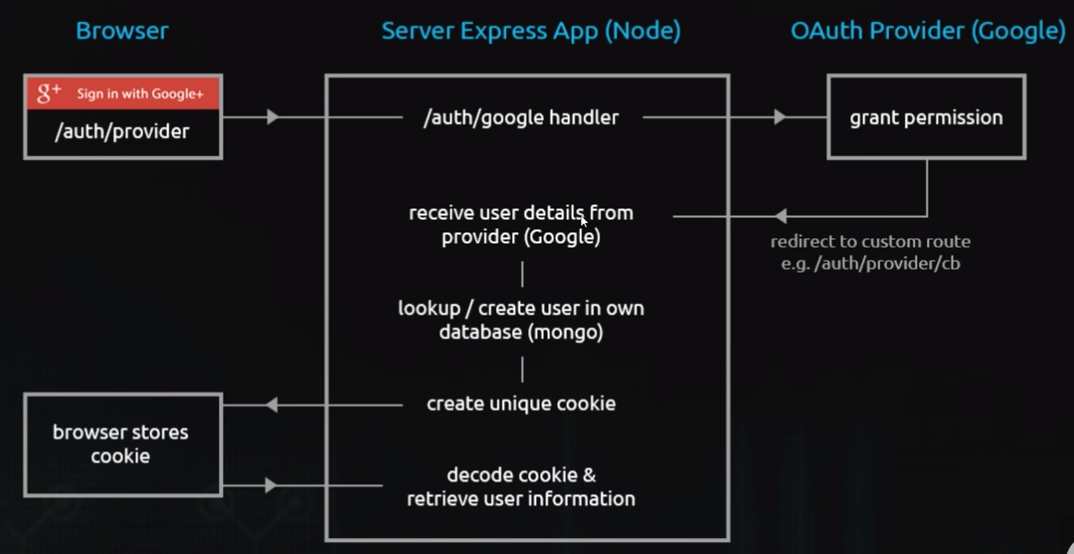 Browser
Server Express App (Node)
OAuth Provider (Google)
g+ Sign in with Google+
/auth/provider
/auth/google handler
grant permission
receive user details from
provider (Google)
redirect to custom route
e.g. /auth/provider/cb
lookup / create user in own
database (mongo)
create unique cookie
browser stores
cookie
decode cookie &
retrieve user information